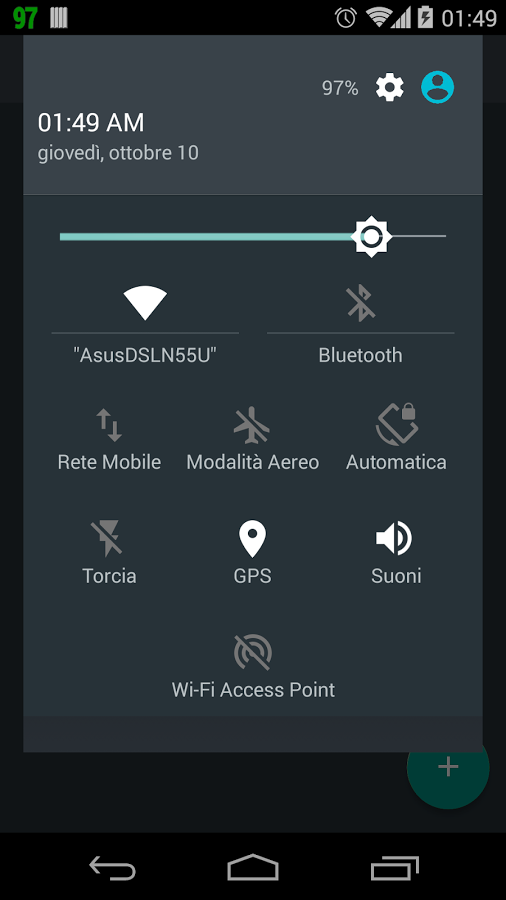 97
01:49
97%
01:49 AM
giovedì, ottobre 10
"AsusDSLN55U"
Bluetooth
Rete Mobile
Modalità Aereo
Automatica
Torcia
GPS
Suoni
Wi-Fi Access Point